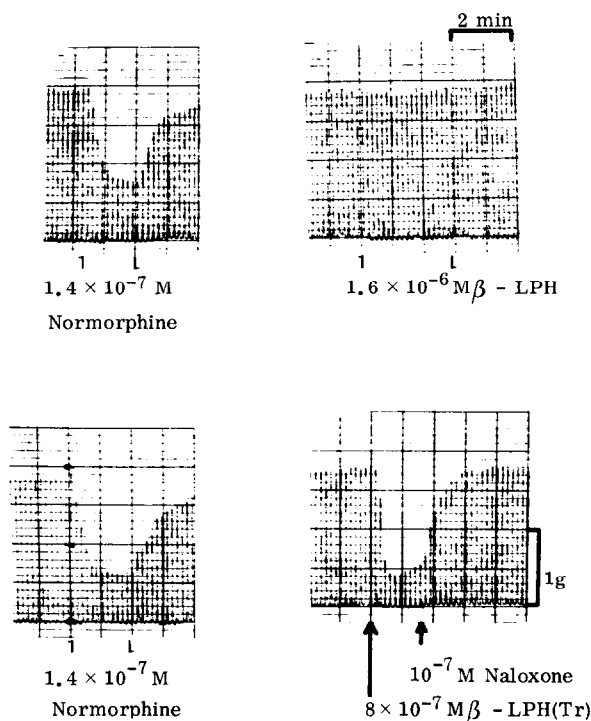 2 min
1.4 × 10⁻⁷ M
Normorphine
1.6 × 10⁻⁶ M β - LPH
1.4 × 10⁻⁷ M
Normorphine
1g
10⁻⁷ M Naloxone
8 × 10⁻⁷ M β - LPH(Tr)